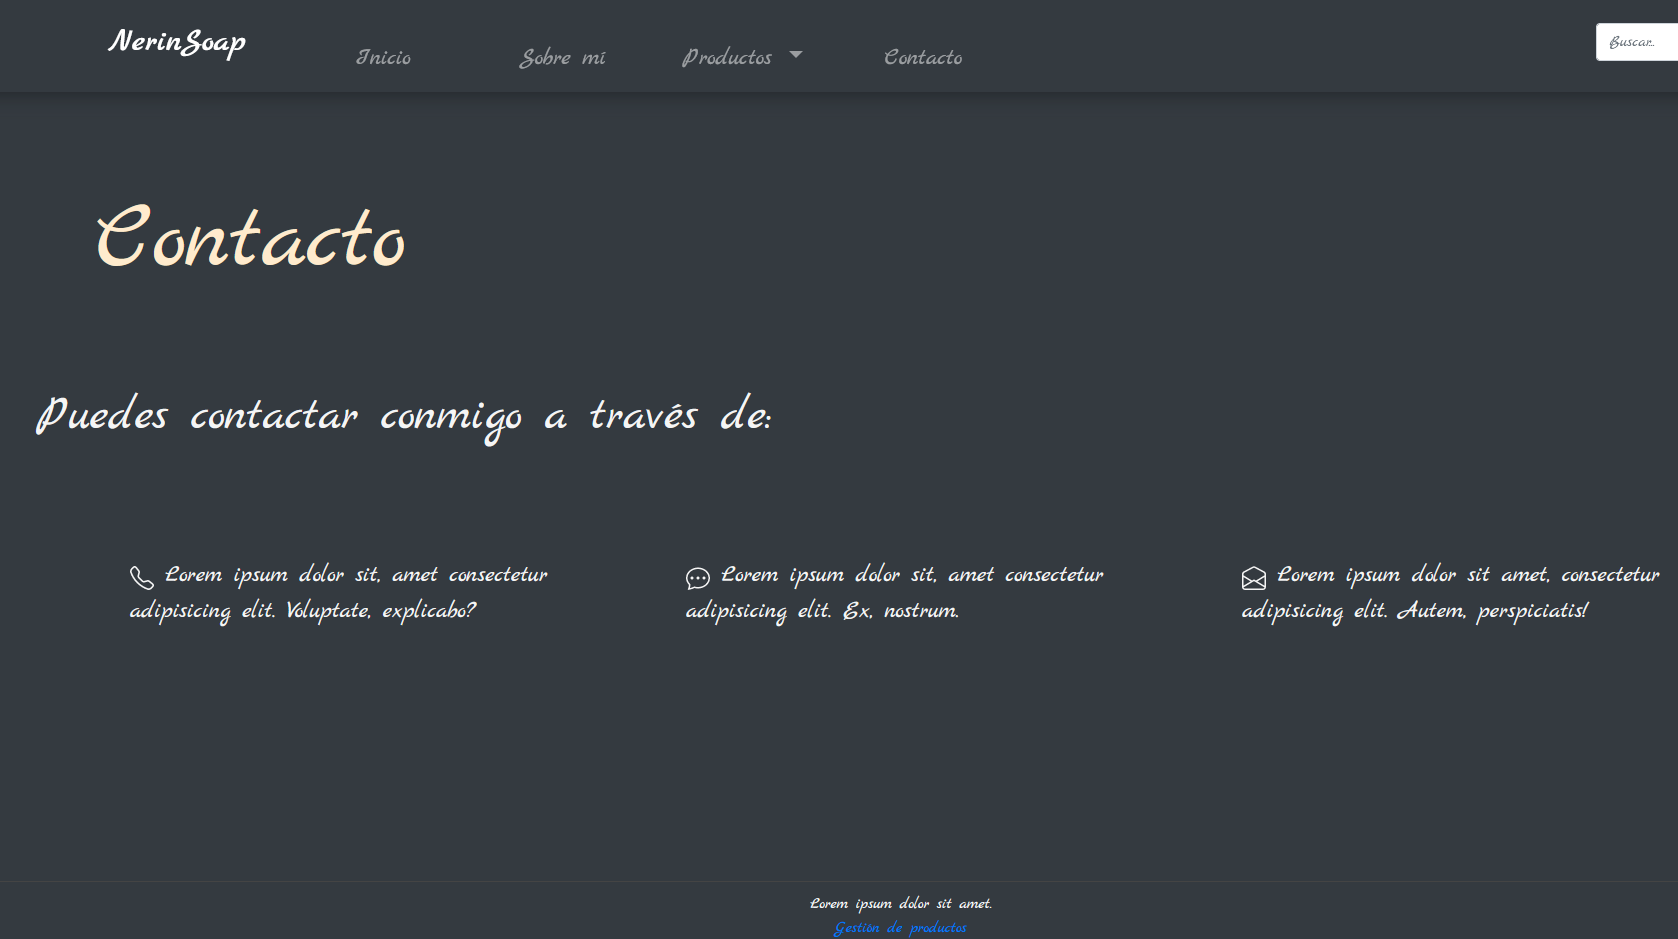 NerinSoap
Inicio
Sobre mí
Productos
Contacto
Buscar..
Contacto
Puedes contactar conmigo a través de:
Lorem ipsum dolor sit, amet consectetur
adipisicing elit. Voluptate, explicabo?
Lorem ipsum dolor sit, amet consectetur
adipisicing elit. Ex, nostrum.
Lorem ipsum dolor sit amet, consectetur
adipisicing elit. Autem, perspiciatis!
Lorem ipsum dolor sit amet.
Gestión de productos